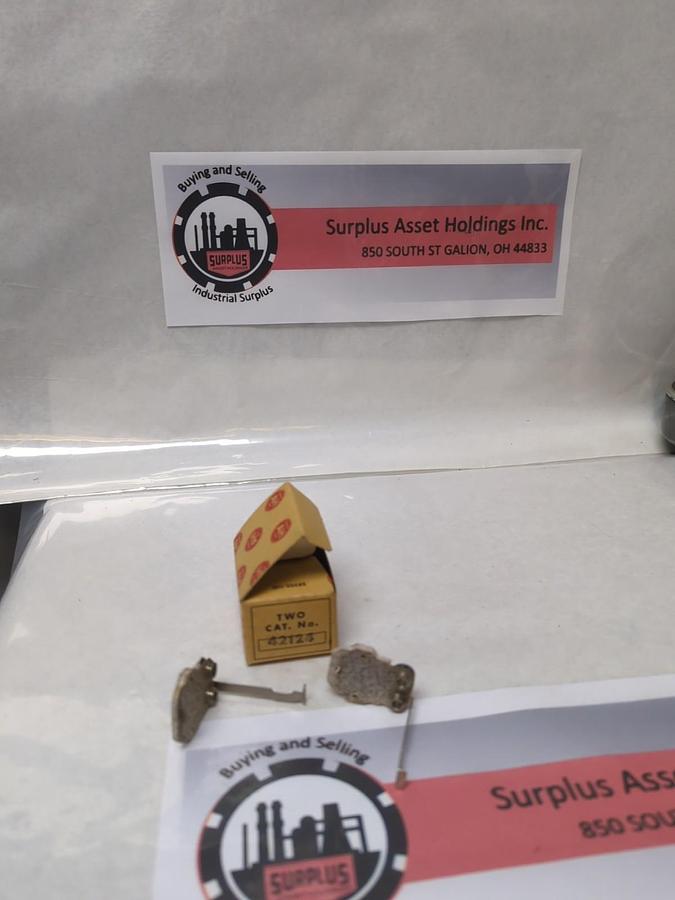 Buying and Selling
SURPLUS
Industrial Surplus
Surplus Asset Holdings Inc.
850 SOUTH ST GALION, OH 44833
TWO
CAT. No.
42124
Buying and Selling
SURPLUS
Surplus Ass
850 SOU